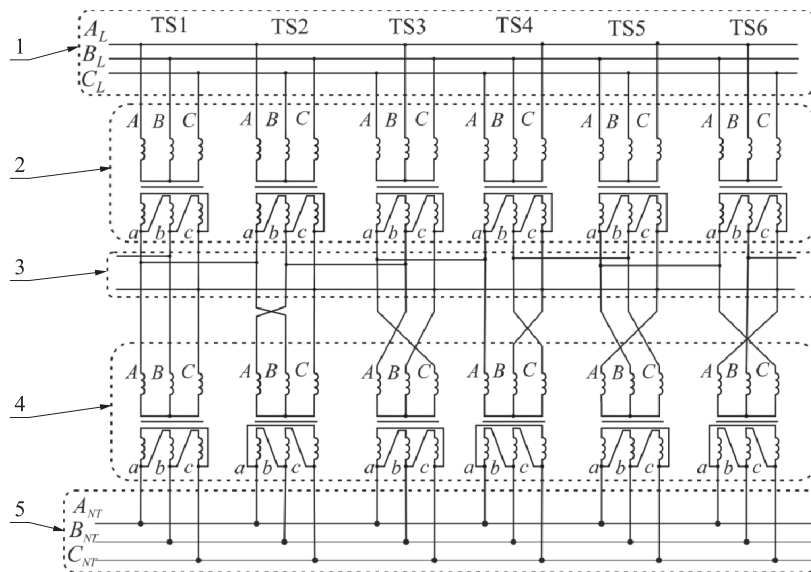 1
A_L TS1 TS2 TS3 TS4 TS5 TS6
B_L
C_L
A B C A B C A B C A B C A B C A B C
2
a b c a b c a b c a b c a b c a b c
3
A B C A B C A B C A B C A B C A B C
4
a b c a b c a b c a b c a b c a b c
A_NT
5
B_NT
C_NT